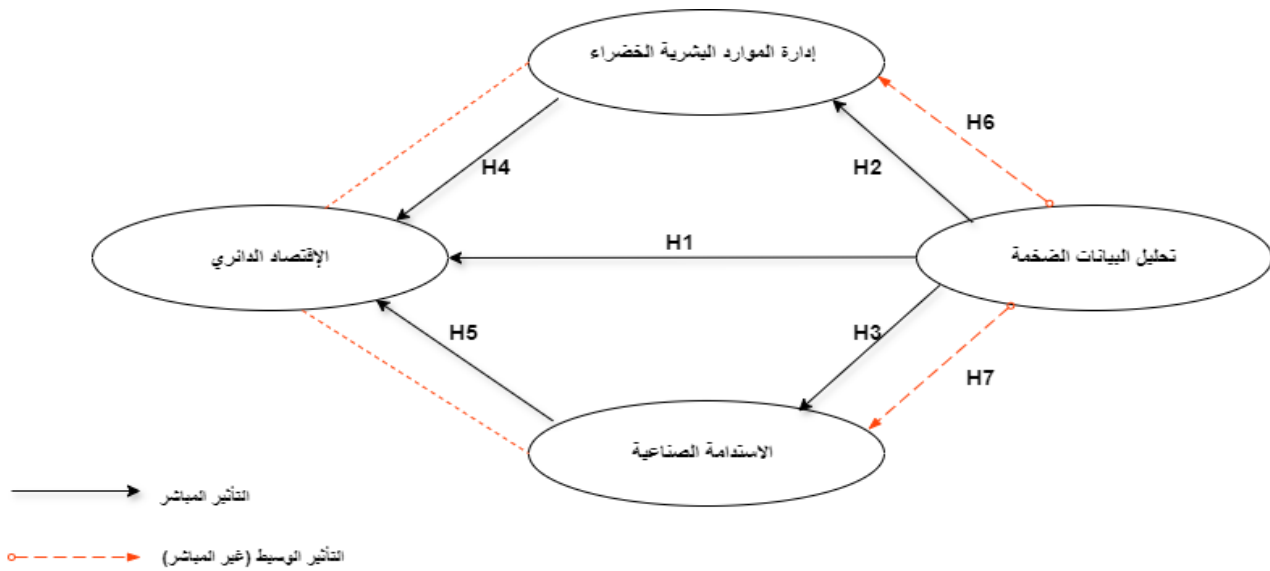 إدارة الموارد البشرية الخضراء
H6
H4
H2
H1
الإقتصاد الدائري
تحليل البيانات الضخمة
H5
H3
H7
الاستدامة الصناعية
التأثير المباشر
التأثير الوسيط (غير المباشر)